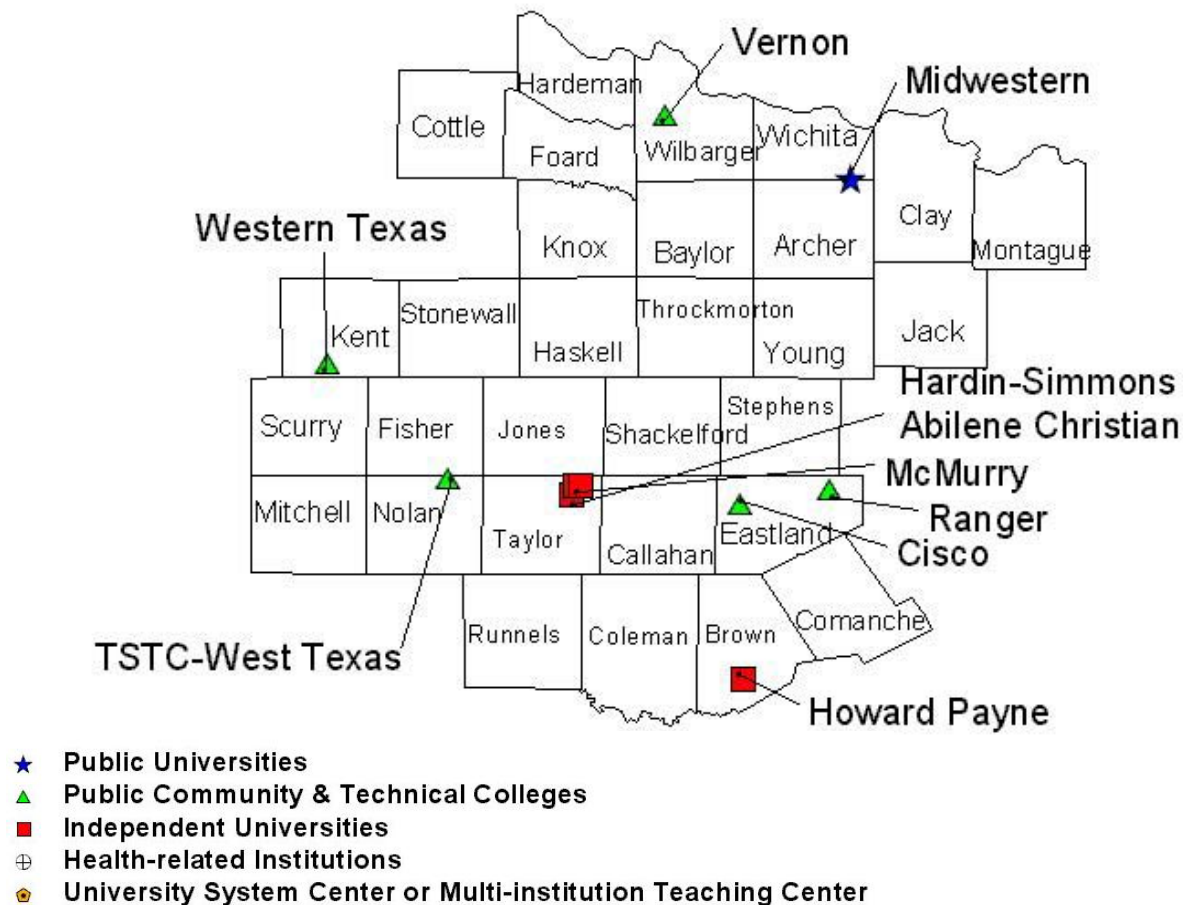 Vernon
Midwestern
Hardeman
Cottle
Foard
Wilbarger
Wichita
Western Texas
Knox
Baylor
Archer
Clay
Montague
Kent
Stonewall
Haskell
Throckmorton
Young
Jack
Hardin-Simmons
Abilene Christian
McMurry
Ranger
Cisco
Scurry
Fisher
Jones
Shackelford
Stephens
Mitchell
Nolan
Taylor
Callahan
Eastland
TSTC-West Texas
Runnels
Coleman
Brown
Comanche
Howard Payne
Public Universities
Public Community & Technical Colleges
Independent Universities
Health-related Institutions
University System Center or Multi-institution Teaching Center